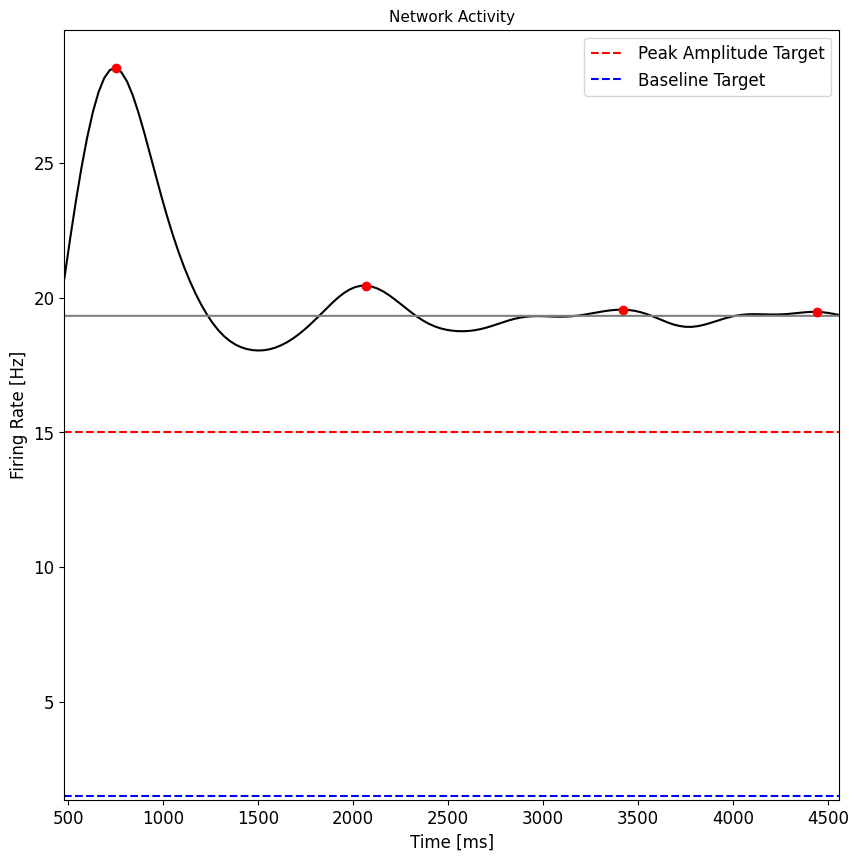 Network Activity
Peak Amplitude Target
Baseline Target
25
20
15
10
5
Firing Rate [Hz]
500 1000 1500 2000 2500 3000 3500 4000 4500
Time [ms]